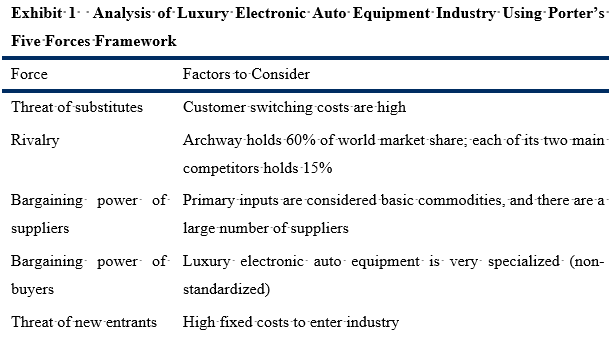 Exhibit 1 Analysis of Luxury Electronic Auto Equipment Industry Using Porter's
Five Forces Framework
Force Factors to Consider
Threat of substitutes Customer switching costs are high
Rivalry Archway holds 60% of world market share; each of its two main
competitors holds 15%
Bargaining power of Primary inputs are considered basic commodities, and there are a
suppliers large number of suppliers
Bargaining power of Luxury electronic auto equipment is very specialized (non-
buyers standardized)
Threat of new entrants High fixed costs to enter industry